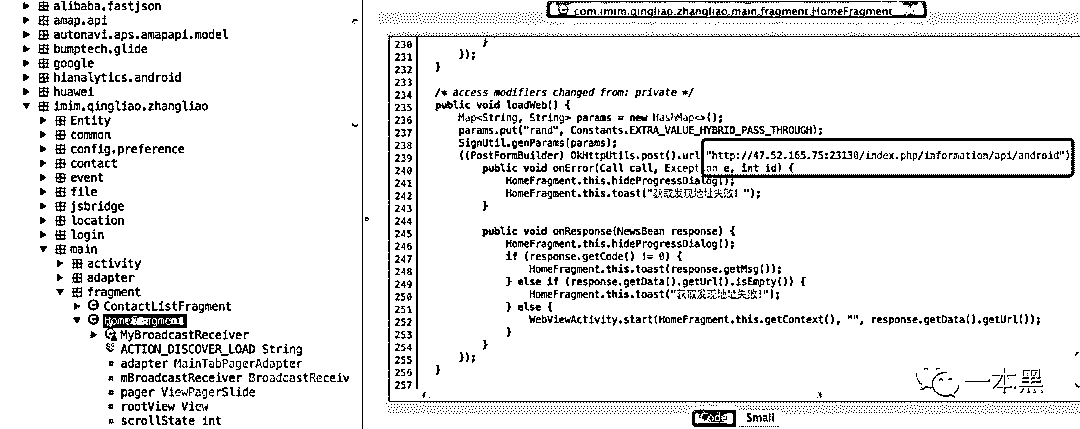 alibaba.fastjson
amap.api
autonavi.aps.amapapi.model
bumptech.glide
google
hianalytics.android
huawei
imim.qingliao.zhangliao
Entity
common
config.preference
contact
event
file
jsbridge
location
login
main
activity
adapter
fragment
ContactListFragment
HomeFragment
MyBroadcastReceiver
ACTION_DISCOVER_LOAD String
adapter MainTabPagerAdapter
mBroadcastReceiver BroadcastReceiv
pager ViewPagerSlide
rootView View
scrollState int
com.imim.qingliao.zhangliao.main.fragment.HomeFragment
230 }
231 });
232 }
233
234 /* access modifiers changed from: private */
235 public void loadWeb() {
236 Map<String, String> params = new HashMap<>();
237 params.put("rand", Constants.EXTRA_VALUE_HYBRID_PASS_THROUGH);
238 SignUtil.genParams(params);
239 ((PostFormBuilder) OkHttpUtils.post().url("http://47.52.165.75:23130/index.php/information/api/android")
240 public void onError(Call call, Exception e, int id) {
241 HomeFragment.this.hideProgressDialog();
242 HomeFragment.this.toast("获取发现地址失败! ");
243 }
244
245 public void onResponse(NewsBean response) {
246 HomeFragment.this.hideProgressDialog();
247 if (response.getCode() != 0) {
248 HomeFragment.this.toast(response.getMsg());
249 } else if (response.getData().getUrl().isEmpty()) {
250 HomeFragment.this.toast("获取发现地址失败!");
251 } else {
252 WebViewActivity.start(HomeFragment.this.getContext(), "", response.getData().getUrl());
253 }
254 }
255 });
256 }
257
一本黑
Code Smali